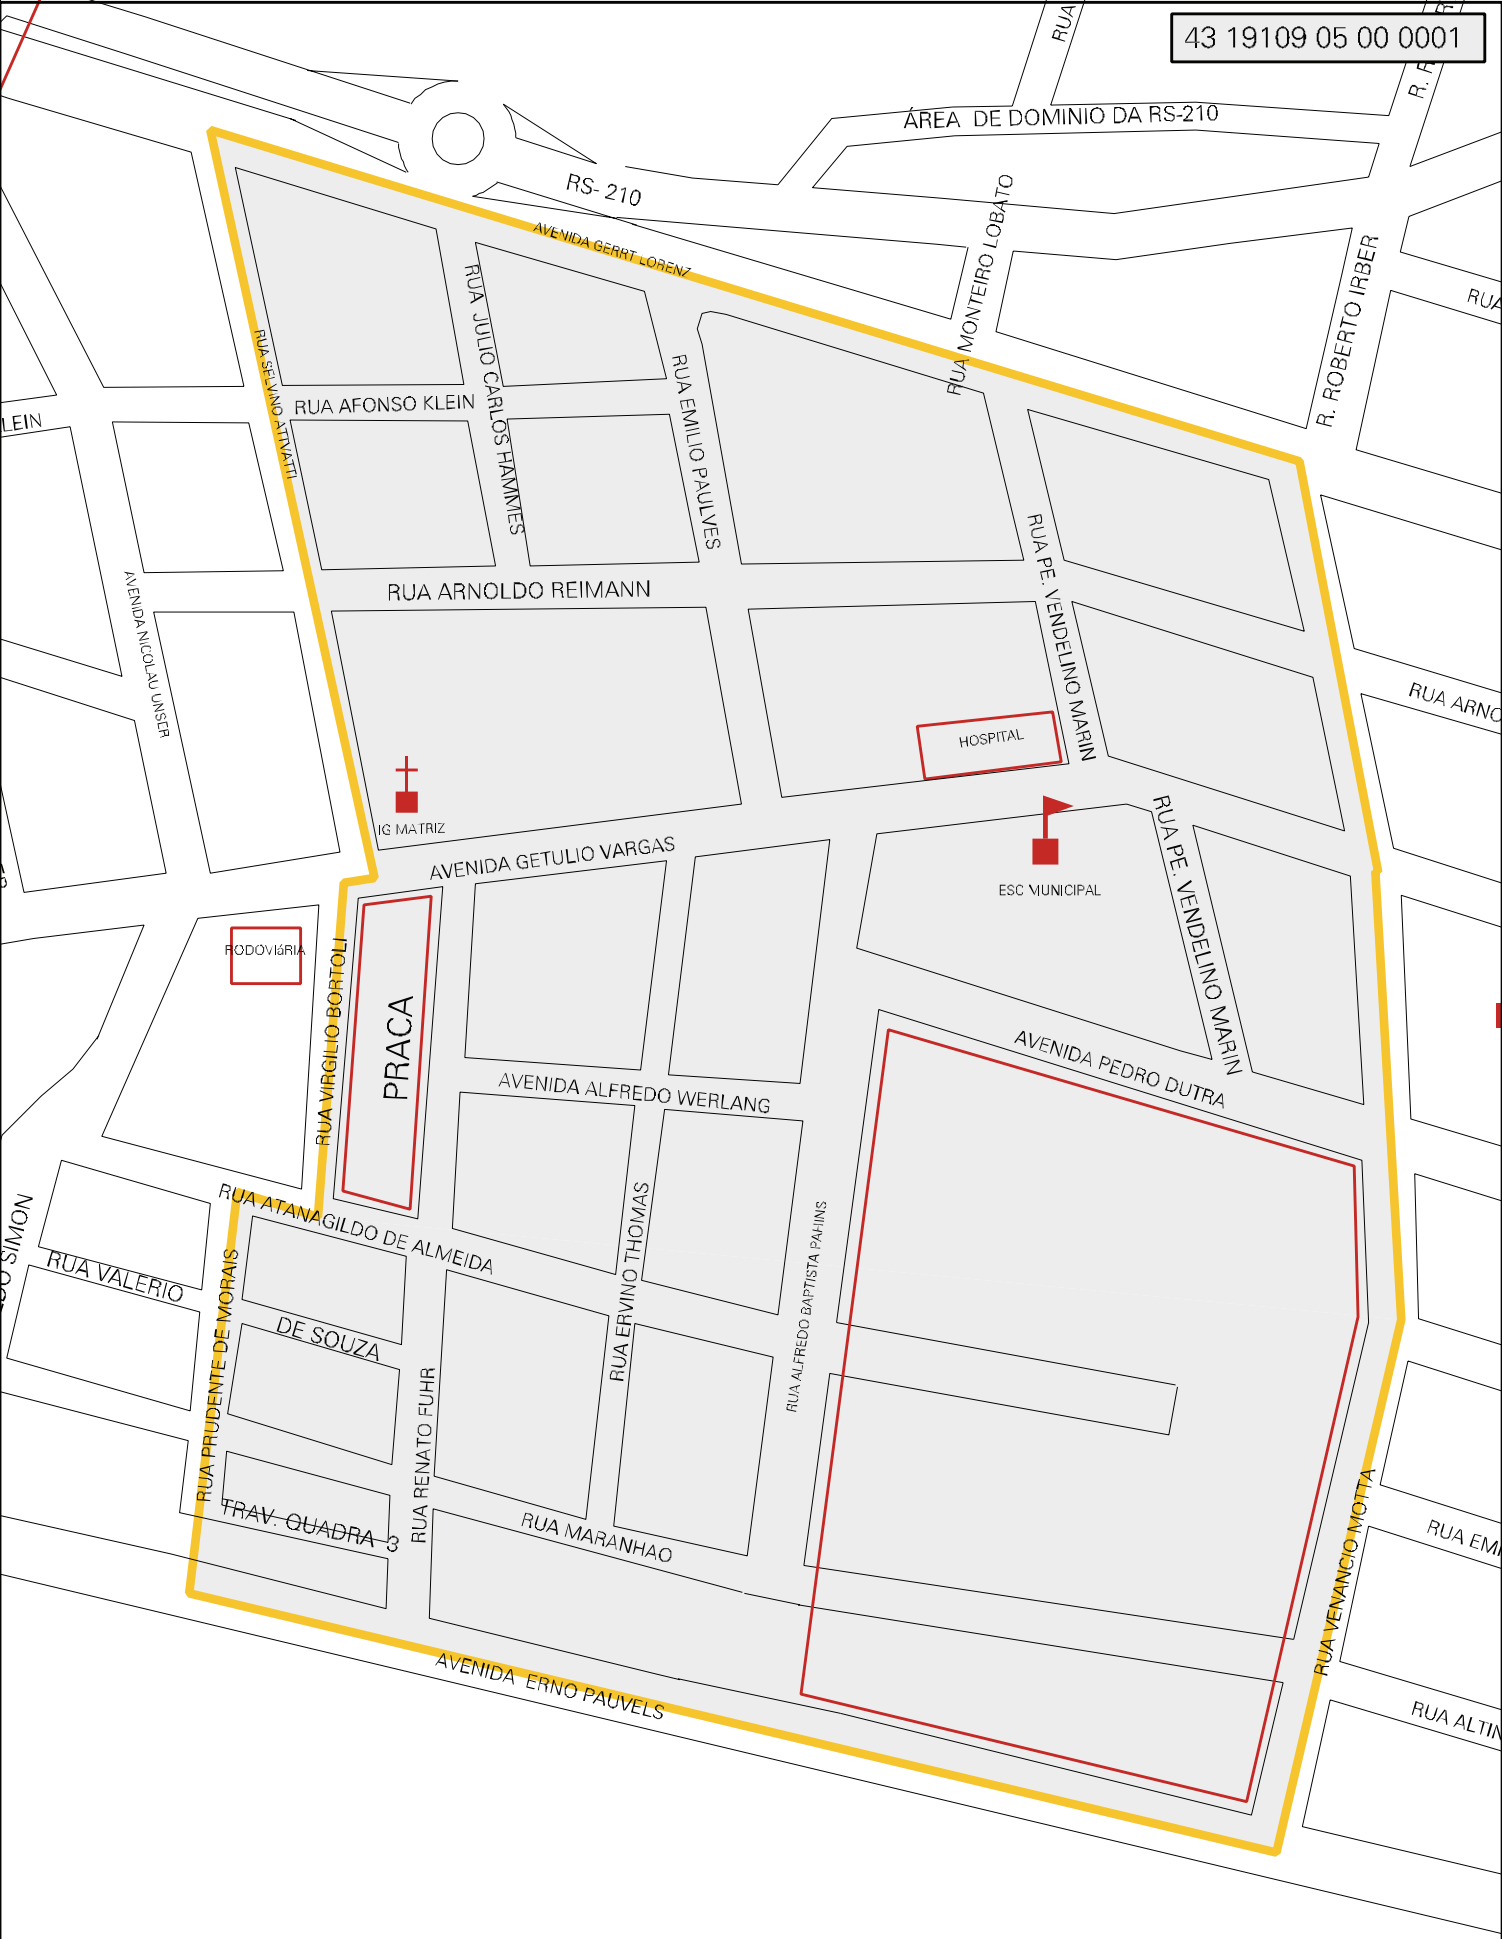 RUA
43 19109 05 00 0001
ÁREA DE DOMINIO DA RS-210
RS- 210
AVENIDA GERRT LORENZ
RUA MONTEIRO LOBATO
R. ROBERTO IRBER
RUA
RUA SELVINO ATIVATTI
RUA JULIO CARLOS HAMMES
RUA AFONSO KLEIN
RUA EMILIO PAULVES
LEIN
RUA PE. VENDELINO MARIN
RUA ARNOLDO REIMANN
AVENIDA NICOLAU UNSER
RUA ARNO
HOSPITAL
IG MATRIZ
AVENIDA GETULIO VARGAS
ESC MUNICIPAL
RUA PE. VENDELINO MARIN
RODOVIáRIA
RUA VIRGILIO BORTOLI
PRACA
AVENIDA PEDRO DUTRA
AVENIDA ALFREDO WERLANG
RUA ATANAGILDO DE ALMEIDA
RUA ERVINO THOMAS
RUA ALFREDO BAPTISTA PAHINS
SIMON
RUA VALERIO
DE SOUZA
RUA PRUDENTE DE MORAIS
RUA RENATO FUHR
TRAV. QUADRA 3
RUA MARANHAO
RUA VENANCIO MOTTA
RUA EMI
AVENIDA ERNO PAUVELS
RUA ALTIN